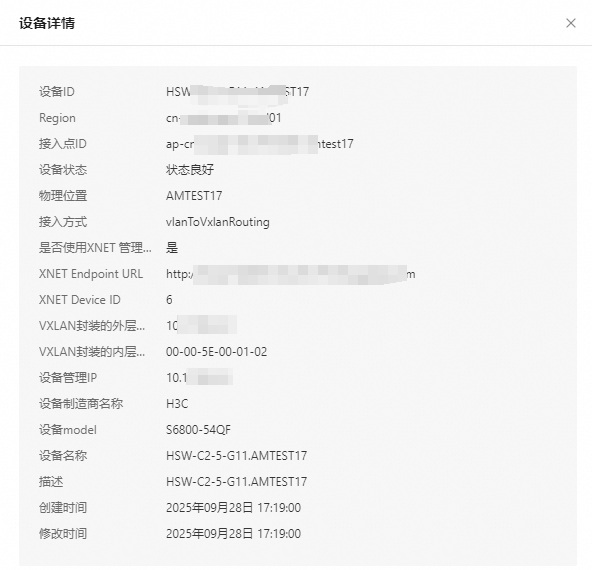 设备详情
设备ID HSW TEST17
Region cn- 01
接入点ID ap-cn test17
设备状态 状态良好
物理位置 AMTEST17
接入方式 vlanToVxlanRouting
是否使用XNET 管理... 是
XNET Endpoint URL http: m
XNET Device ID 6
VXLAN封装的外层... 10
VXLAN封装的内层... 00-00-5E-00-01-02
设备管理IP 10.1
设备制造商名称 H3C
设备model S6800-54QF
设备名称 HSW-C2-5-G11.AMTEST17
描述 HSW-C2-5-G11.AMTEST17
创建时间 2025年09月28日 17:19:00
修改时间 2025年09月28日 17:19:00